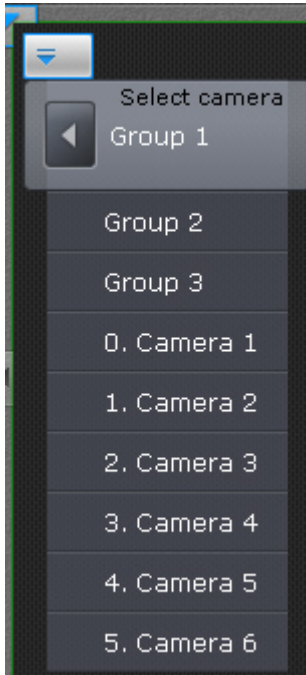 Select camera
Group 1
Group 2
Group 3
0. Camera 1
1. Camera 2
2. Camera 3
3. Camera 4
4. Camera 5
5. Camera 6